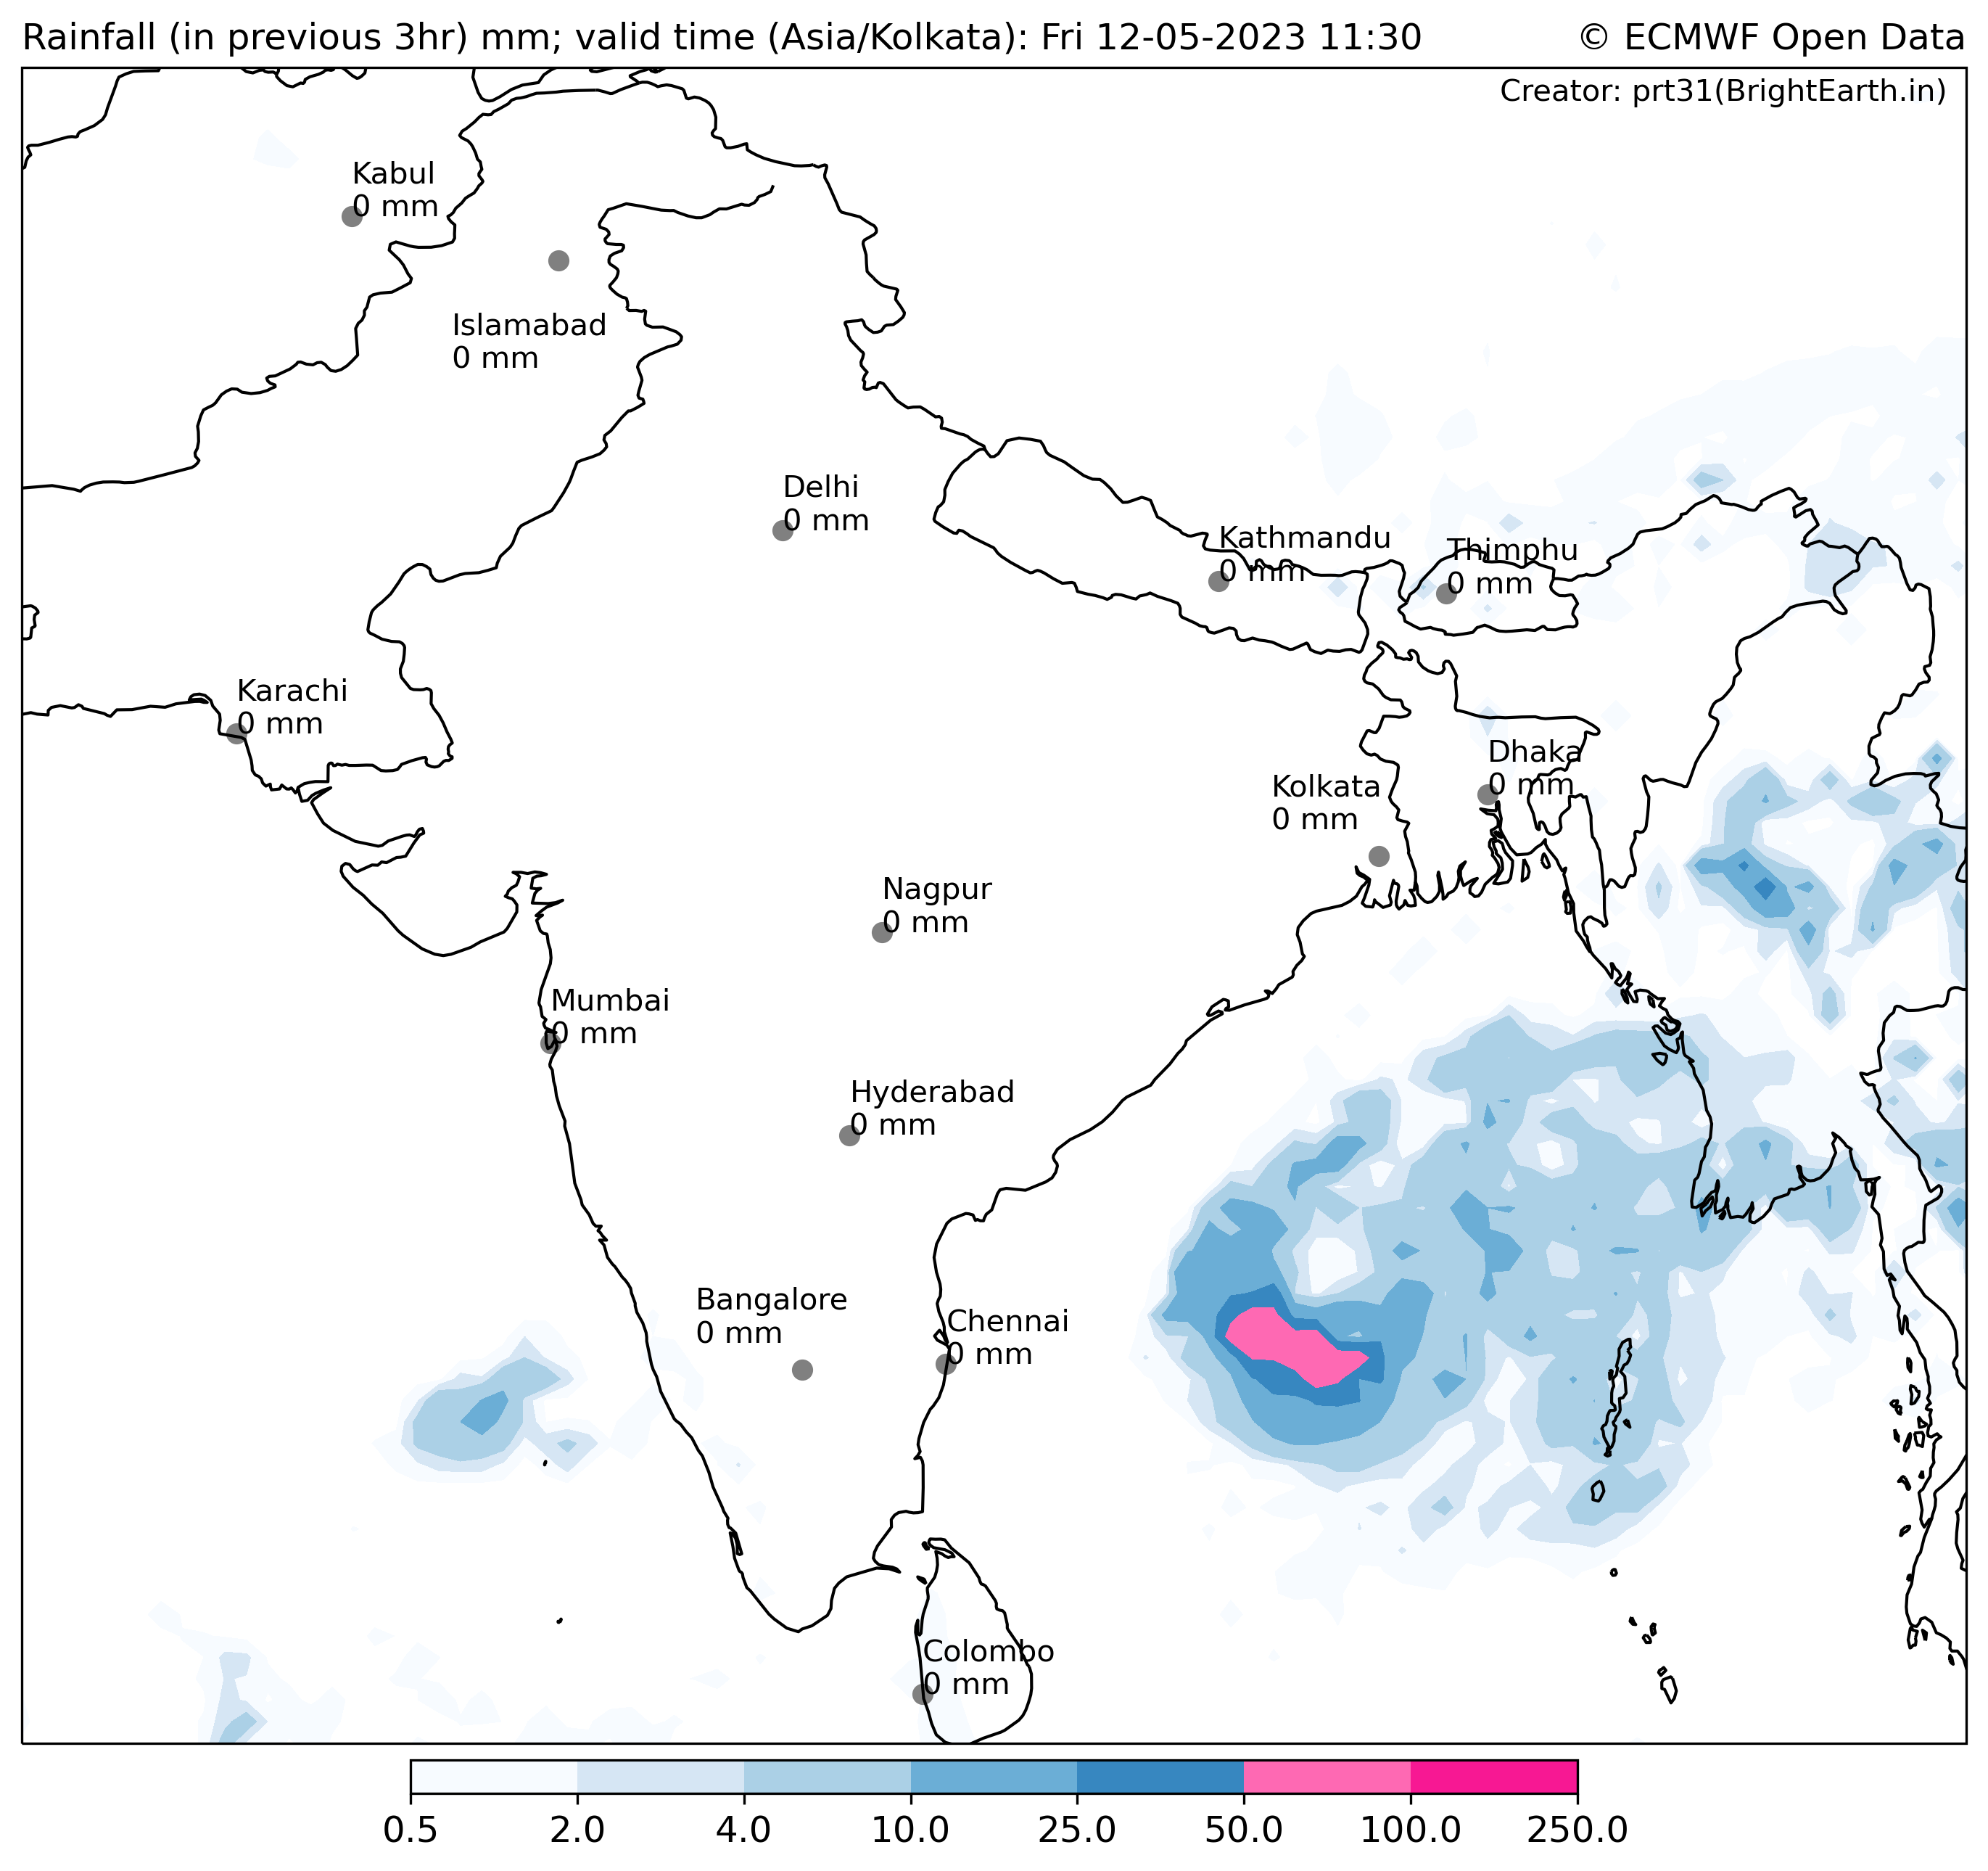 Rainfall (in previous 3hr) mm; valid time (Asia/Kolkata): Fri 12-05-2023 11:30
© ECMWF Open Data
Creator: prt31(BrightEarth.in)
Kabul
0 mm
Islamabad
0 mm
Delhi
0 mm
Kathmandu
0 mm
Thimphu
0 mm
Karachi
0 mm
Dhaka
0 mm
Kolkata
0 mm
Nagpur
0 mm
Mumbai
0 mm
Hyderabad
0 mm
Bangalore
0 mm
Chennai
0 mm
Colombo
0 mm
0.5 2.0 4.0 10.0 25.0 50.0 100.0 250.0